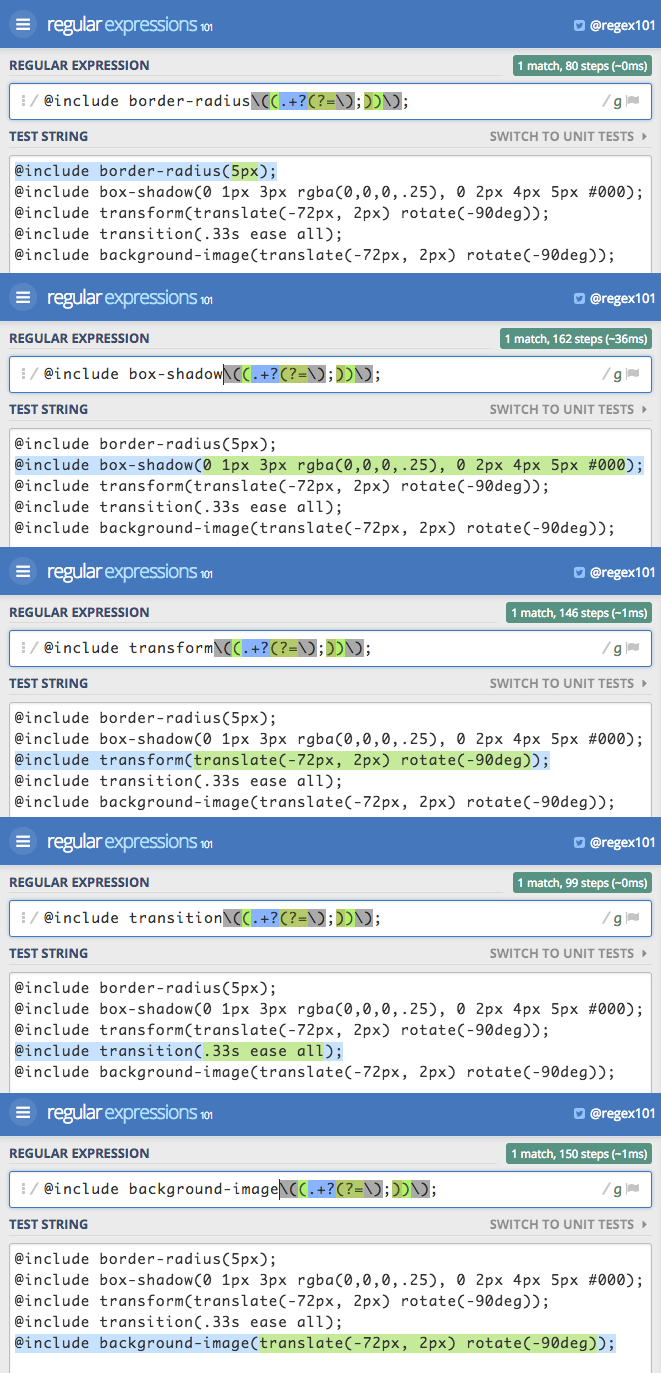 regular expressions 101 @regex101
REGULAR EXPRESSION 1 match, 80 steps (~0ms)
/ @include border-radius\((.+?(?=\);))\); / g
TEST STRING SWITCH TO UNIT TESTS
@include border-radius(5px);
@include box-shadow(0 1px 3px rgba(0,0,0,.25), 0 2px 4px 5px #000);
@include transform(translate(-72px, 2px) rotate(-90deg));
@include transition(.33s ease all);
@include background-image(translate(-72px, 2px) rotate(-90deg));
regular expressions 101 @regex101
REGULAR EXPRESSION 1 match, 162 steps (~36ms)
/ @include box-shadow\((.+?(?=\);))\); / g
TEST STRING SWITCH TO UNIT TESTS
@include border-radius(5px);
@include box-shadow(0 1px 3px rgba(0,0,0,.25), 0 2px 4px 5px #000);
@include transform(translate(-72px, 2px) rotate(-90deg));
@include transition(.33s ease all);
@include background-image(translate(-72px, 2px) rotate(-90deg));
regular expressions 101 @regex101
REGULAR EXPRESSION 1 match, 146 steps (~1ms)
/ @include transform\((.+?(?=\);))\); / g
TEST STRING SWITCH TO UNIT TESTS
@include border-radius(5px);
@include box-shadow(0 1px 3px rgba(0,0,0,.25), 0 2px 4px 5px #000);
@include transform(translate(-72px, 2px) rotate(-90deg));
@include transition(.33s ease all);
@include background-image(translate(-72px, 2px) rotate(-90deg));
regular expressions 101 @regex101
REGULAR EXPRESSION 1 match, 99 steps (~0ms)
/ @include transition\((.+?(?=\);))\); / g
TEST STRING SWITCH TO UNIT TESTS
@include border-radius(5px);
@include box-shadow(0 1px 3px rgba(0,0,0,.25), 0 2px 4px 5px #000);
@include transform(translate(-72px, 2px) rotate(-90deg));
@include transition(.33s ease all);
@include background-image(translate(-72px, 2px) rotate(-90deg));
regular expressions 101 @regex101
REGULAR EXPRESSION 1 match, 150 steps (~1ms)
/ @include background-image\((.+?(?=\);))\); / g
TEST STRING SWITCH TO UNIT TESTS
@include border-radius(5px);
@include box-shadow(0 1px 3px rgba(0,0,0,.25), 0 2px 4px 5px #000);
@include transform(translate(-72px, 2px) rotate(-90deg));
@include transition(.33s ease all);
@include background-image(translate(-72px, 2px) rotate(-90deg));